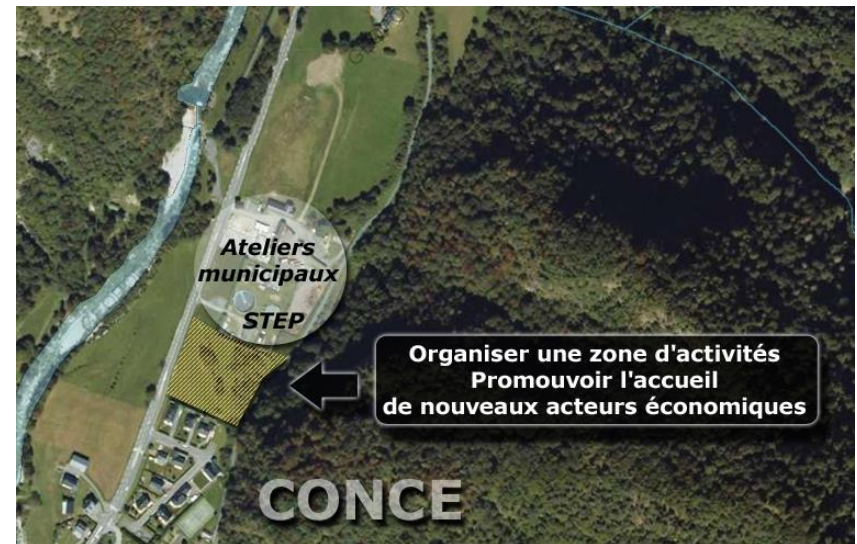 Ateliers
municipaux
STEP
Organiser une zone d'activités
Promouvoir l'accueil
de nouveaux acteurs économiques
CONCE